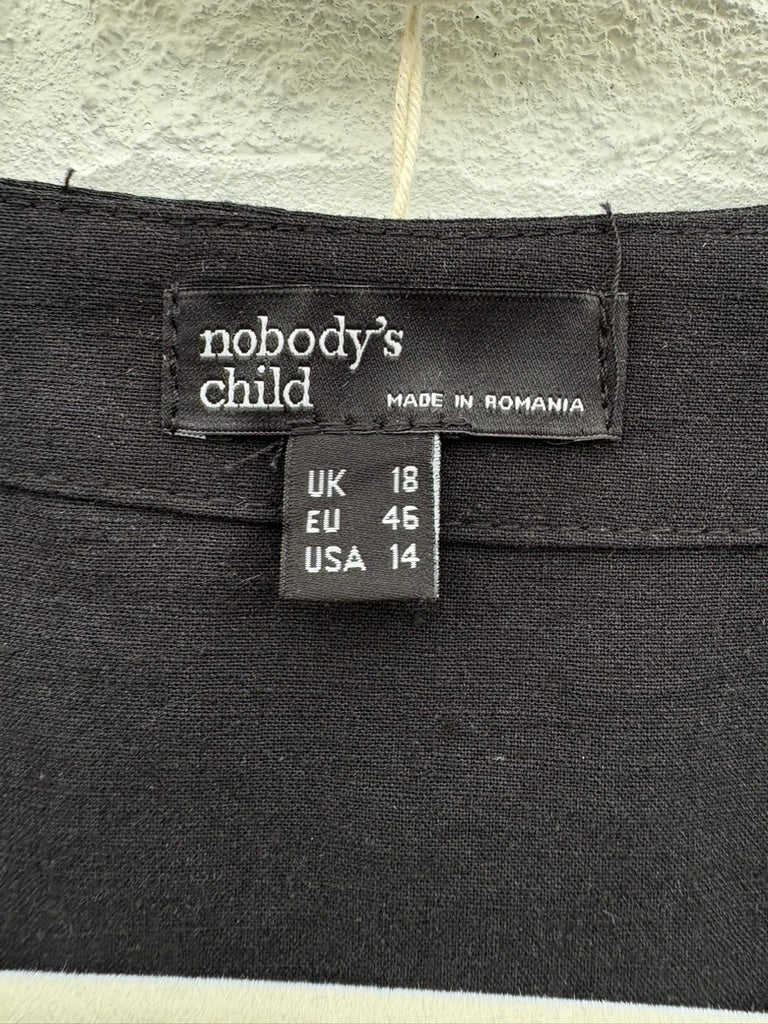 nobody's
child
MADE IN ROMANIA
UK 18
EU 46
USA 14